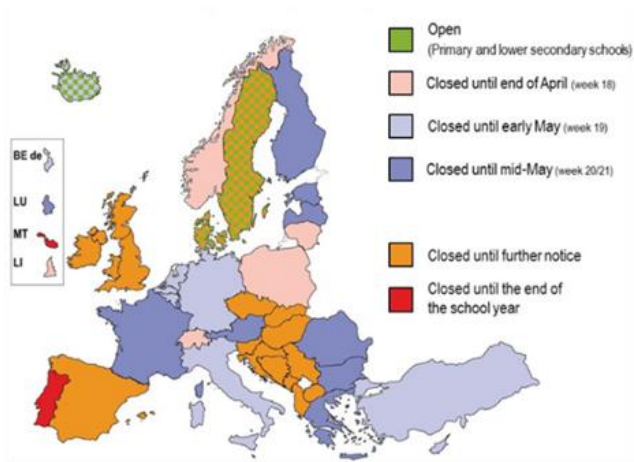 Open
(Primary and lower secondary schools)
Closed until end of April (week 18)
Closed until early May (week 19)
Closed until mid-May (week 20/21)
Closed until further notice
Closed until the end of
the school year
BE de
LU
MT
LI